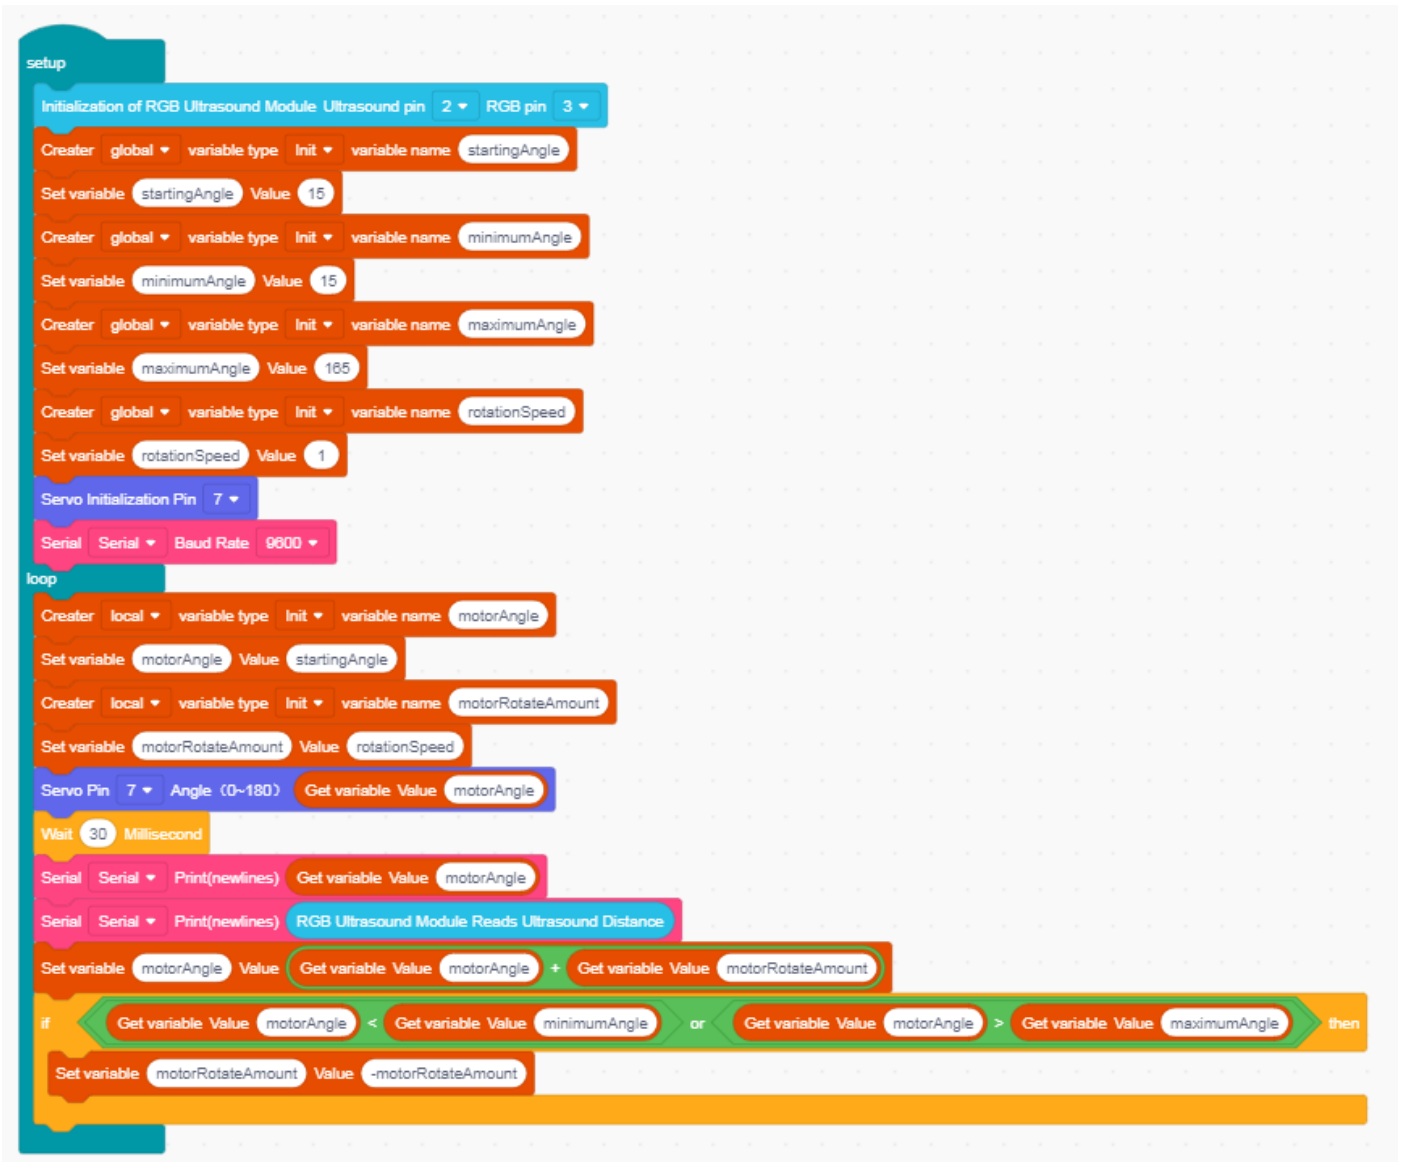 setup
Initialization of RGB Ultrasound Module Ultrasound pin 2 RGB pin 3
Creater global variable type Init variable name startingAngle
Set variable startingAngle Value 15
Creater global variable type Init variable name minimumAngle
Set variable minimumAngle Value 15
Creater global variable type Init variable name maximumAngle
Set variable maximumAngle Value 165
Creater global variable type Init variable name rotationSpeed
Set variable rotationSpeed Value 1
Servo Initialization Pin 7
Serial Serial Baud Rate 9600
loop
Creater local variable type Init variable name motorAngle
Set variable motorAngle Value startingAngle
Creater local variable type Init variable name motorRotateAmount
Set variable motorRotateAmount Value rotationSpeed
Servo Pin 7 Angle（0~180） Get variable Value motorAngle
Wait 30 Millisecond
Serial Serial Print(newlines) Get variable Value motorAngle
Serial Serial Print(newlines) RGB Ultrasound Module Reads Ultrasound Distance
Set variable motorAngle Value Get variable Value motorAngle + Get variable Value motorRotateAmount
if Get variable Value motorAngle < Get variable Value minimumAngle or Get variable Value motorAngle > Get variable Value maximumAngle then
Set variable motorRotateAmount Value -motorRotateAmount